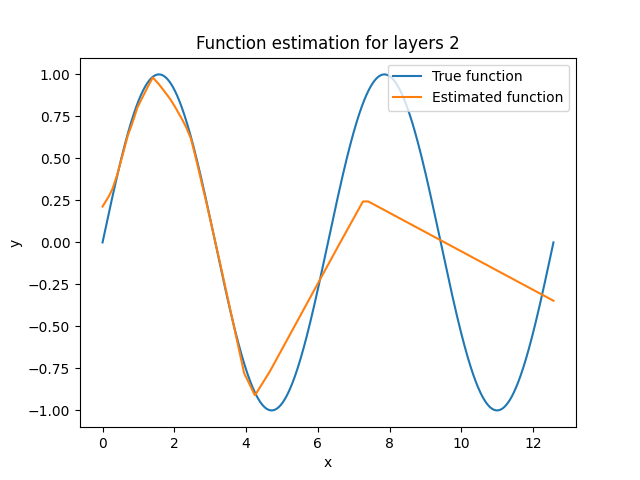 Function estimation for layers 2
True function
Estimated function
1.00
0.75
0.50
0.25
0.00
−0.25
−0.50
−0.75
−1.00
y
0 2 4 6 8 10 12
x